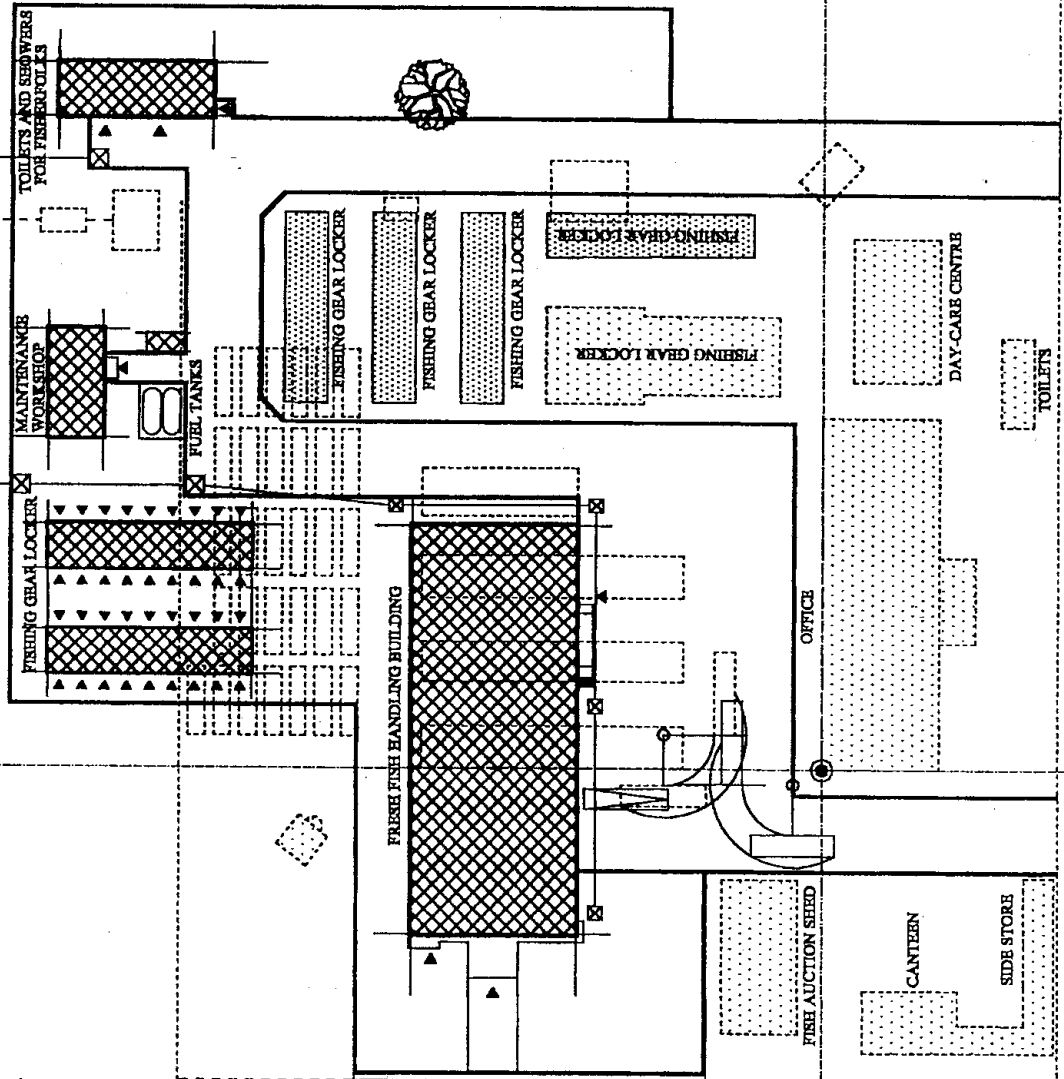 TOILETS AND SHOWERS
FOR FISHERFOLKS
MAINTENANCE
WORKSHOP
FUEL TANKS
FISHING GEAR LOCKER
FISHING GEAR LOCKER
FISHING GEAR LOCKER
FISHING GEAR LOCKER
FISHING GEAR LOCKER
FISHING GEAR LOCKER
FRESH FISH HANDLING BUILDING
OFFICE
DAY-CARE CENTRE
TOILETS
FISH AUCTION SHED
CANTEEN
SIDE STORE